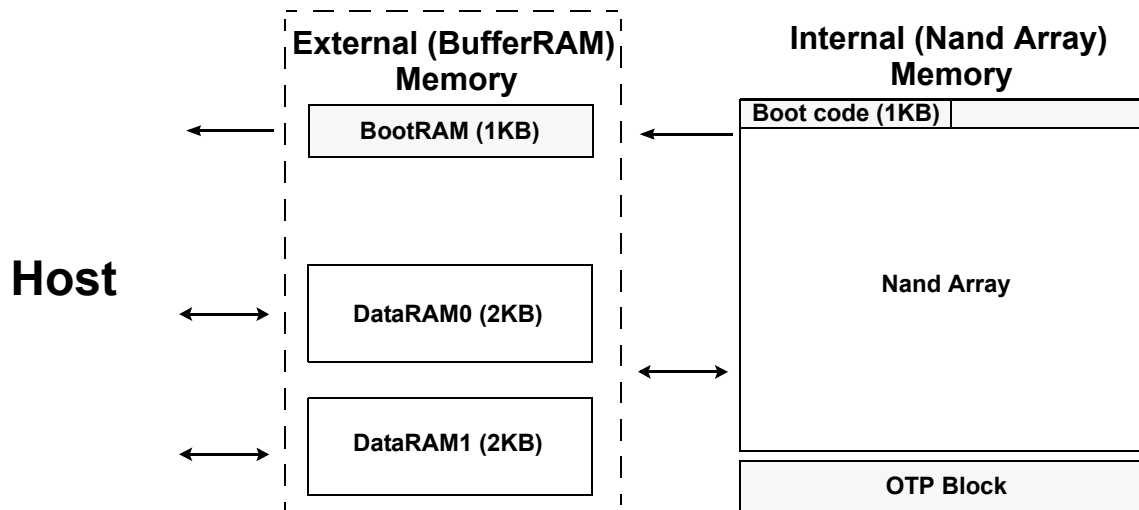 External (BufferRAM)
Memory
Internal (Nand Array)
Memory
BootRAM (1KB)
Boot code (1KB)
Host
DataRAM0 (2KB)
Nand Array
DataRAM1 (2KB)
OTP Block